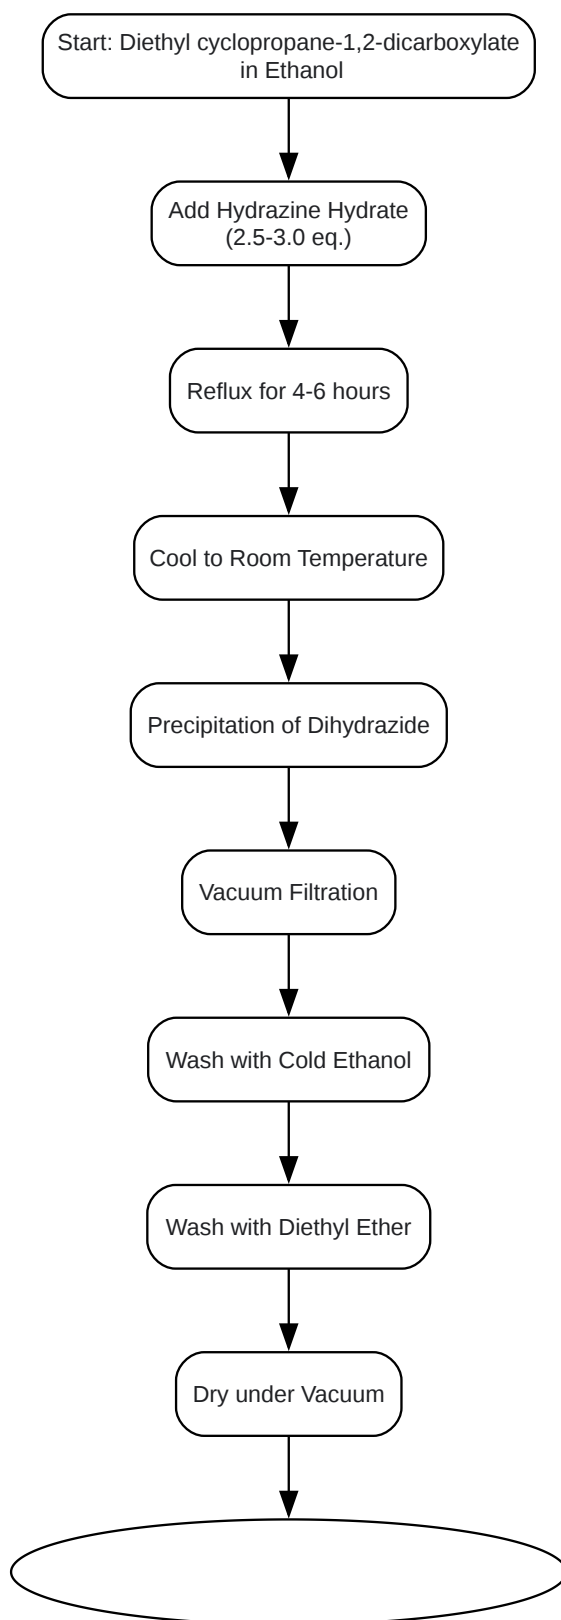 Start: Diethyl cyclopropane-1,2-dicarboxylate
in Ethanol
Add Hydrazine Hydrate
(2.5-3.0 eq.)
Reflux for 4-6 hours
Cool to Room Temperature
Precipitation of Dihydrazide
Vacuum Filtration
Wash with Cold Ethanol
Wash with Diethyl Ether
Dry under Vacuum